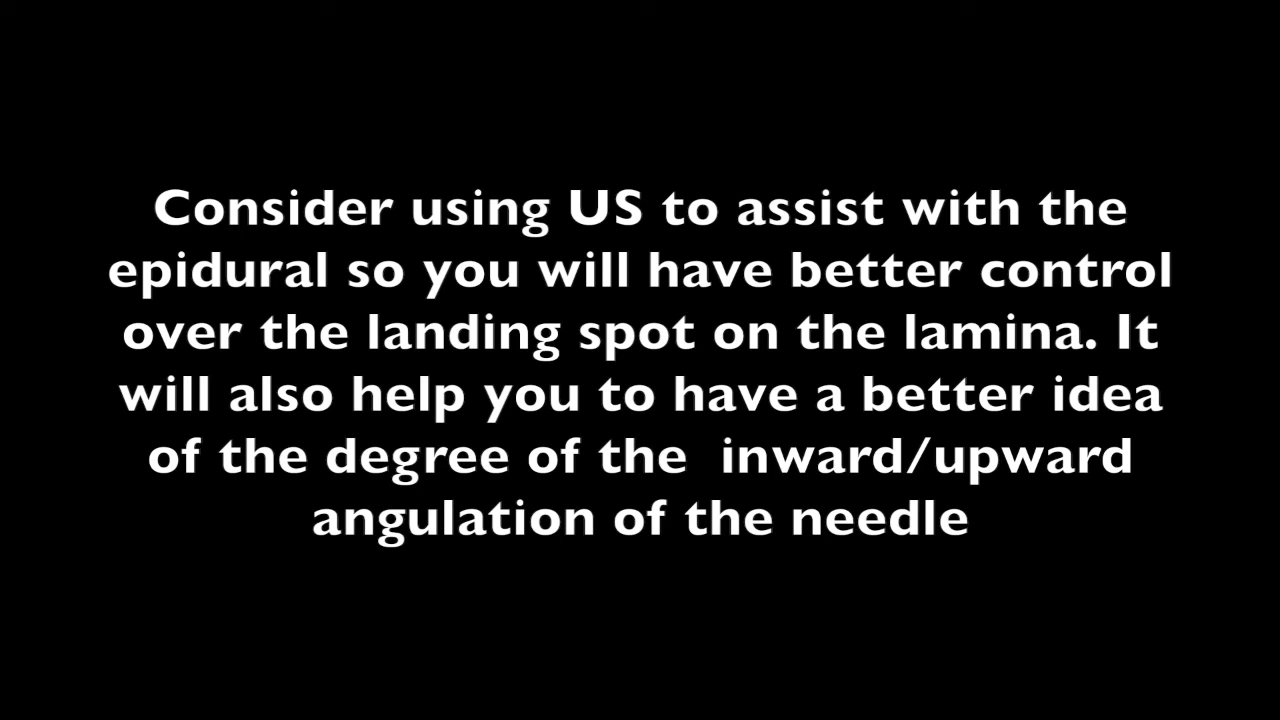 Consider using US to assist with the
epidural so you will have better control
over the landing spot on the lamina. It
will also help you to have a better idea
of the degree of the  inward/upward
angulation of the needle